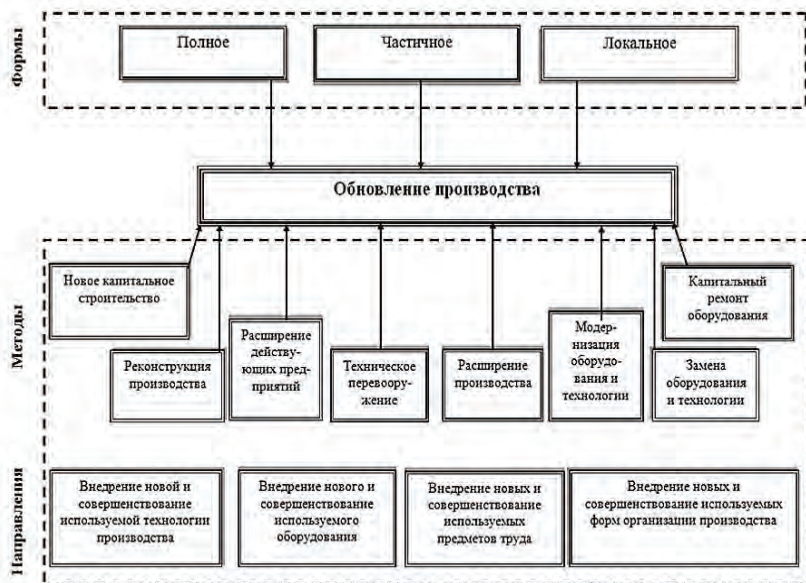 Формы
Полное
Частичное
Локальное
Обновление производства
Методы
Новое капитальное
строительство
Реконструкция
производства
Расширение
действу-
ющих пред-
приятий
Техническое
перевоору-
жение
Расширение
производства
Модер-
низация
оборудо-
вания и
технологии
Капитальный
ремонт
оборудования
Замена
оборудования
и технологии
Направления
Внедрение новой и
совершенствование
используемой технологии
производства
Внедрение нового и
совершенствование
используемого
оборудования
Внедрение новых и
совершенствование
используемых
предметов труда
Внедрение новых и
совершенствование используемых
форм организации производства